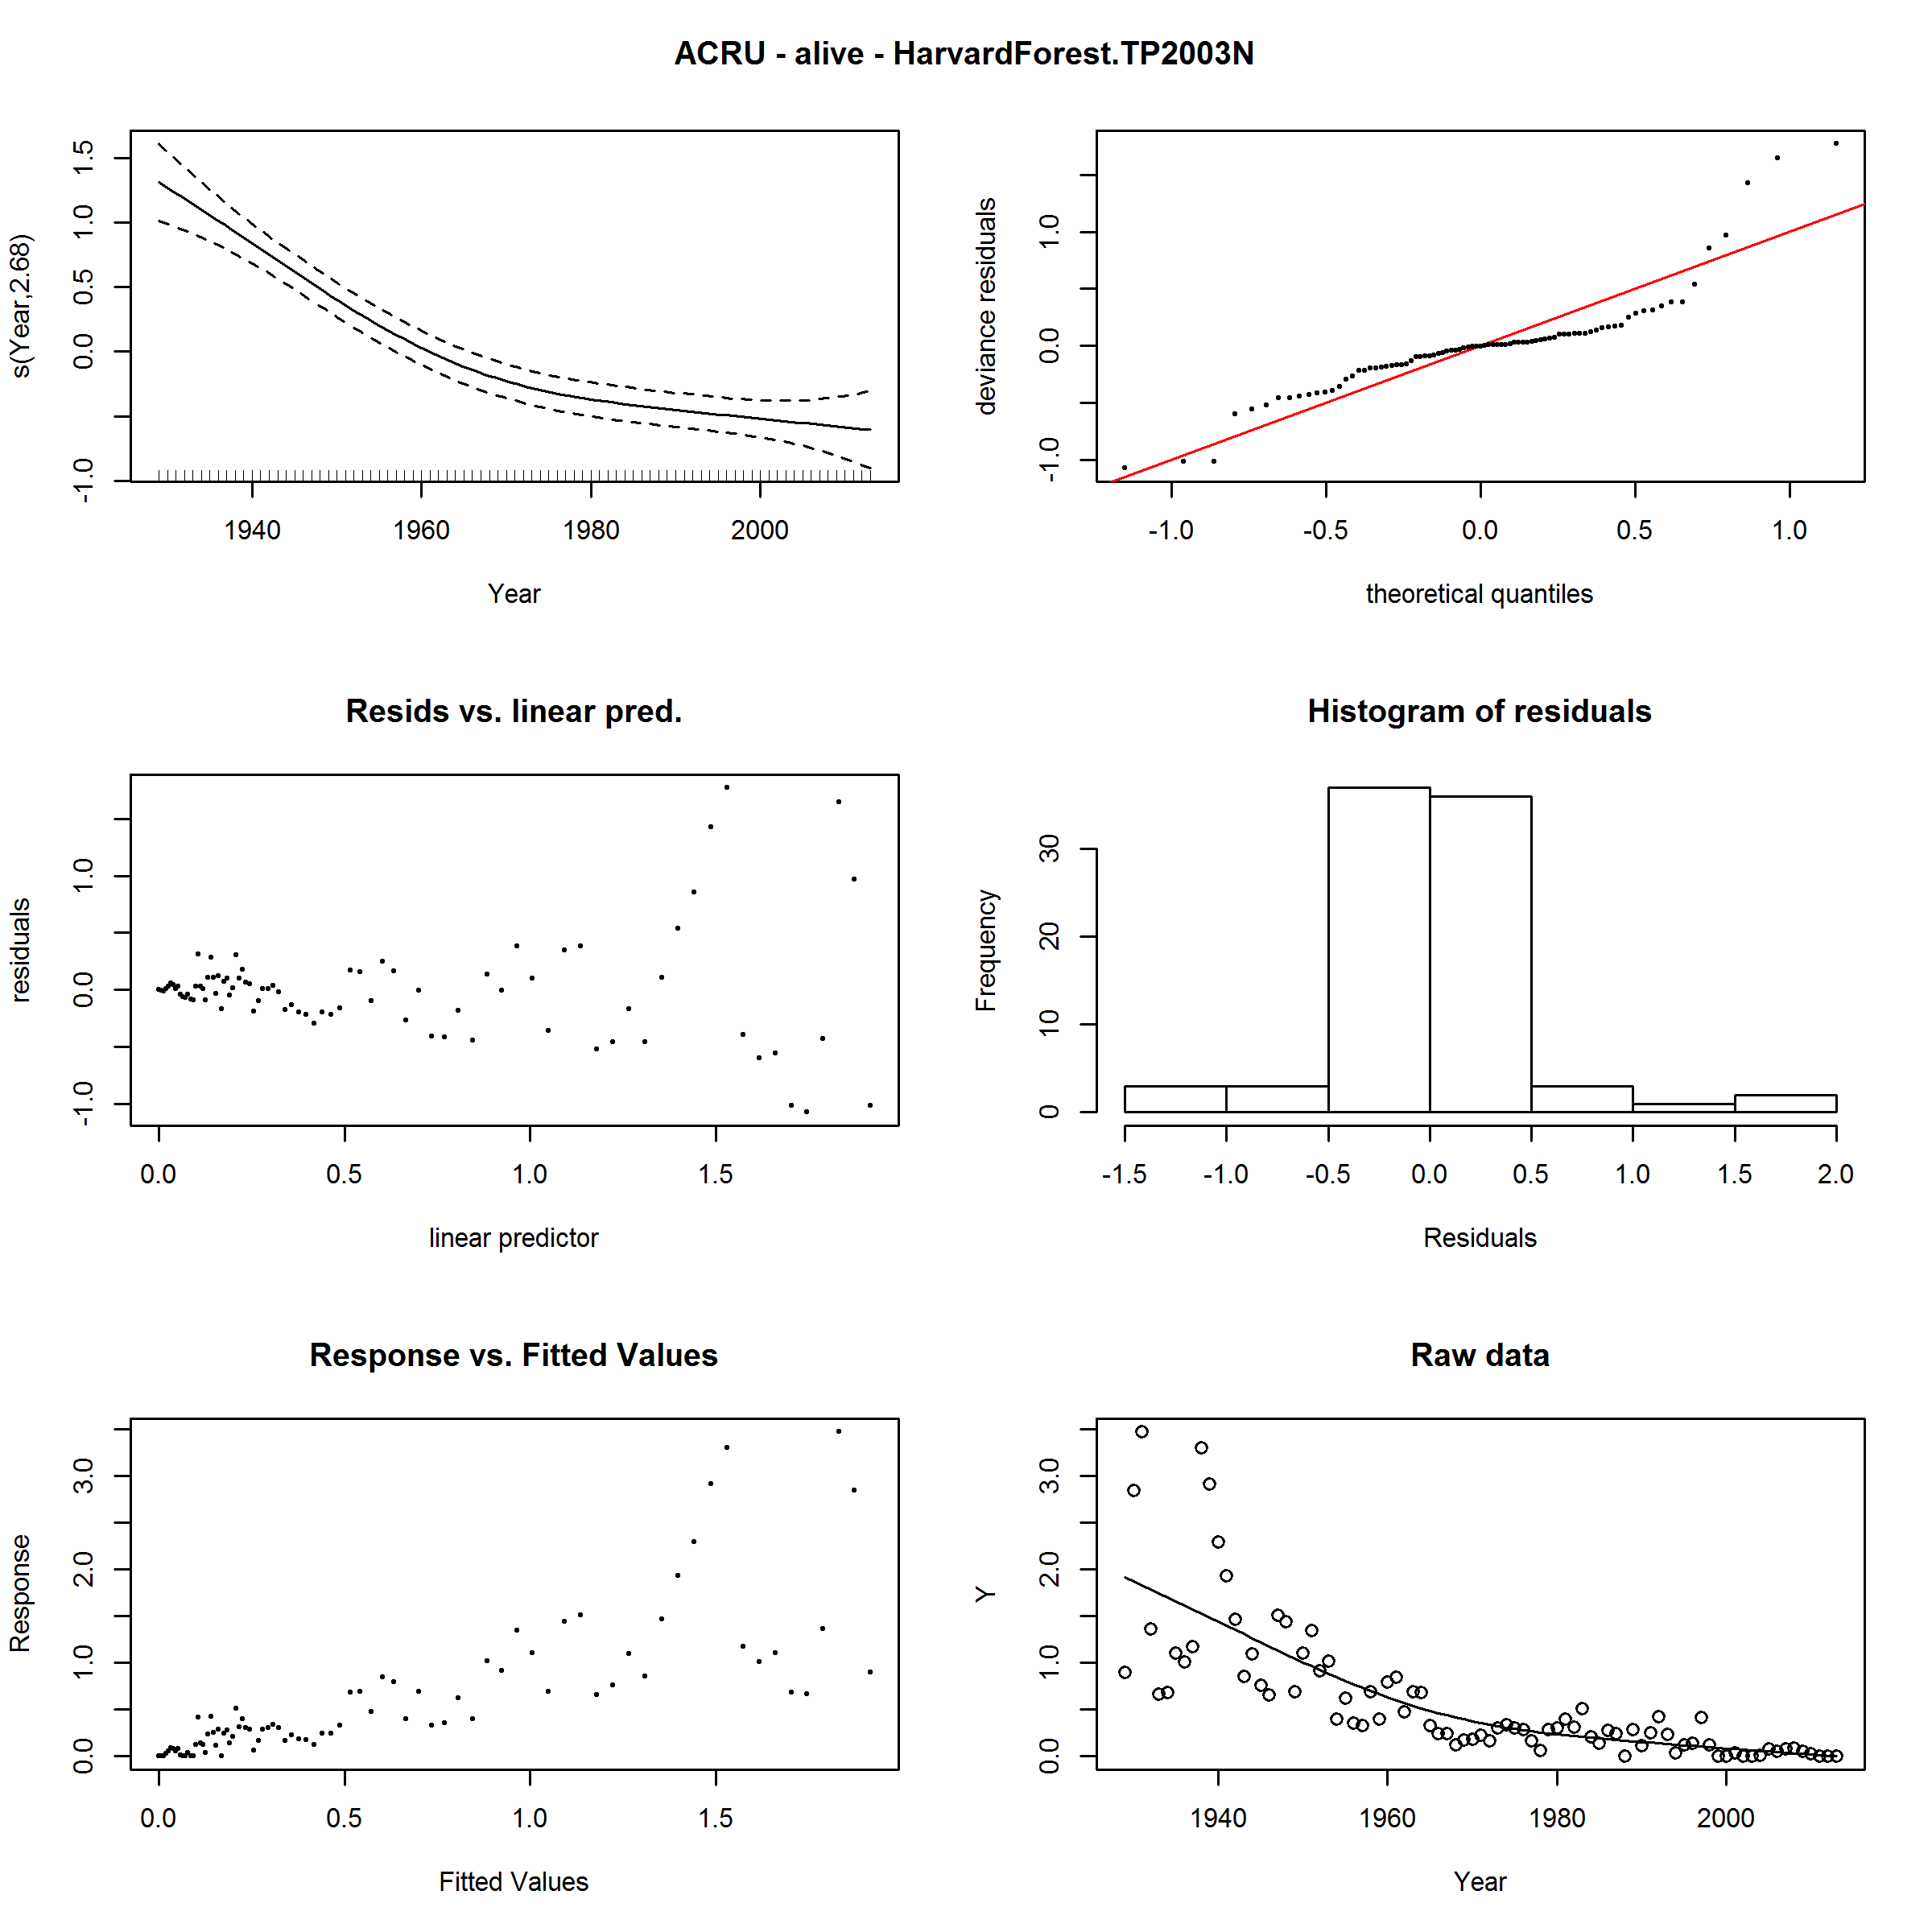 ACRU - alive - HarvardForest.TP2003N
s(Year,2.68)
-1.0 0.0 0.5 1.0 1.5
1940 1960 1980 2000
Year
deviance residuals
-1.0 0.0 1.0
-1.0 -0.5 0.0 0.5 1.0
theoretical quantiles
Resids vs. linear pred.
residuals
-1.0 0.0 1.0
0.0 0.5 1.0 1.5
linear predictor
Histogram of residuals
Frequency
0 10 20 30
-1.5 -1.0 -0.5 0.0 0.5 1.0 1.5 2.0
Residuals
Response vs. Fitted Values
Response
0.0 1.0 2.0 3.0
0.0 0.5 1.0 1.5
Fitted Values
Raw data
Y
0.0 1.0 2.0 3.0
1940 1960 1980 2000
Year